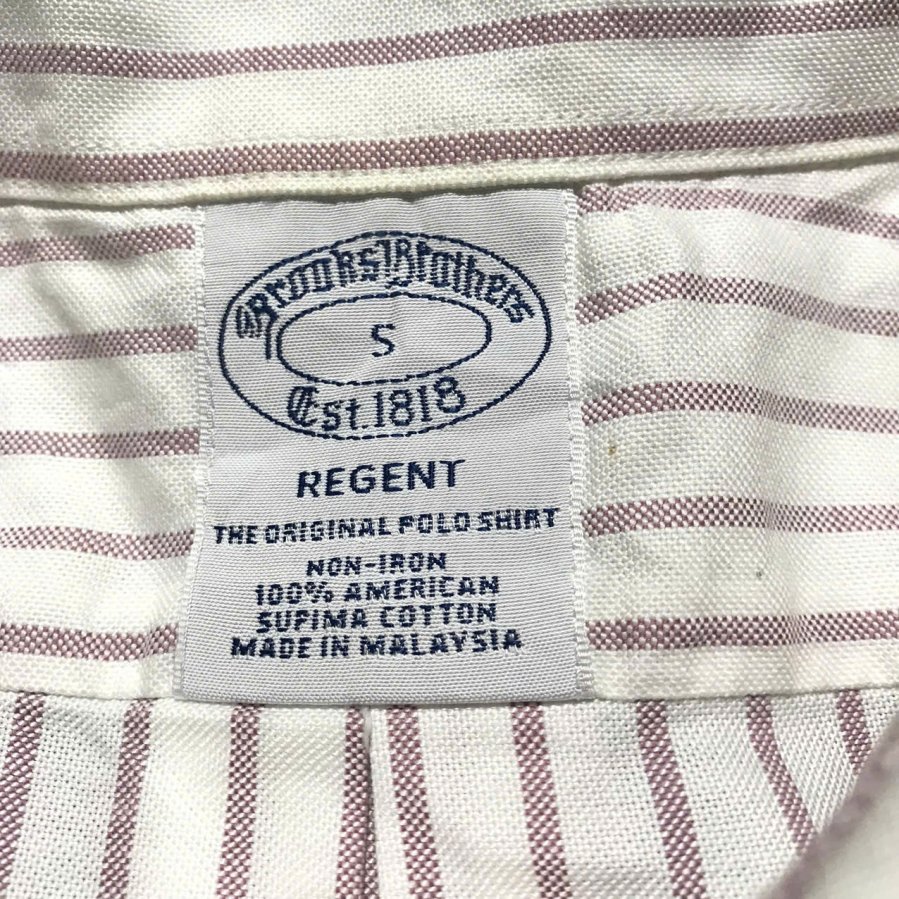 Brooks Brothers
S
Est. 1818
REGENT
THE ORIGINAL POLO SHIRT
NON-IRON
100% AMERICAN
SUPIMA COTTON
MADE IN MALAYSIA